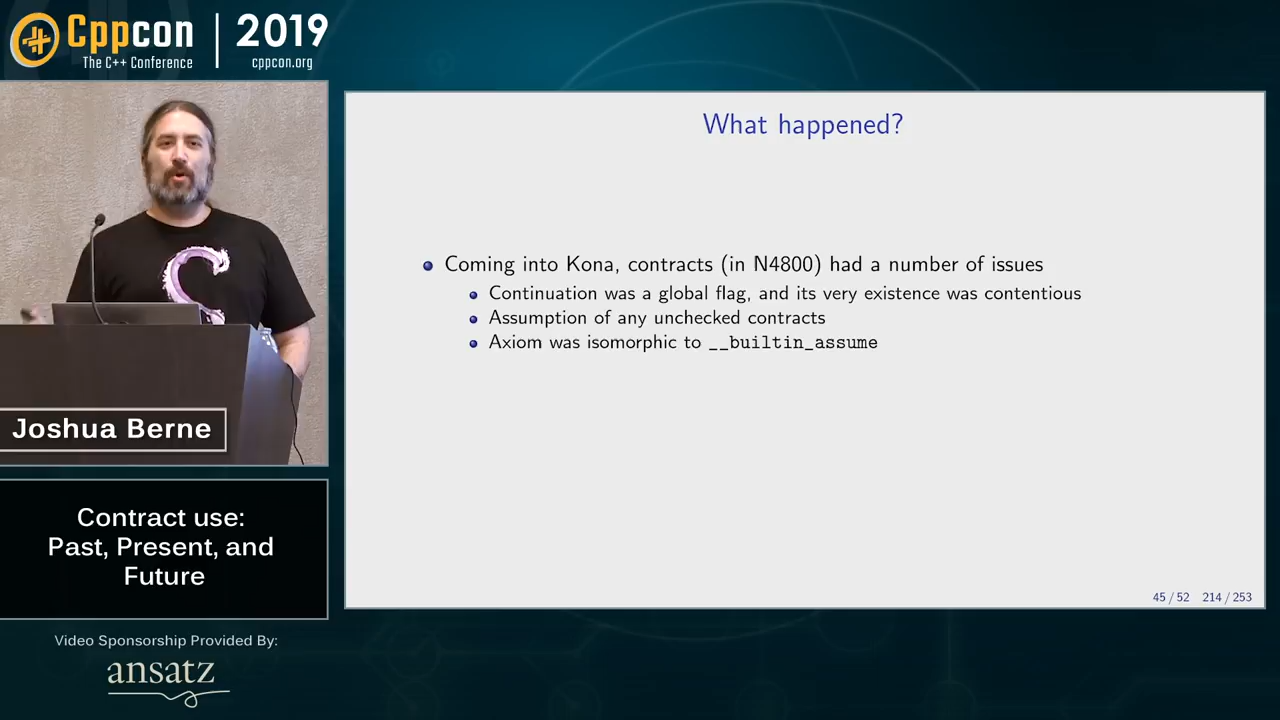 Cppcon | 2019
The C++ Conference cppcon.org
What happened?
Coming into Kona, contracts (in N4800) had a number of issues
Continuation was a global flag, and its very existence was contentious
Assumption of any unchecked contracts
Axiom was isomorphic to __builtin_assume
45 / 52 214 / 253
Joshua Berne
Contract use:
Past, Present, and
Future
Video Sponsorship Provided By:
ansatz